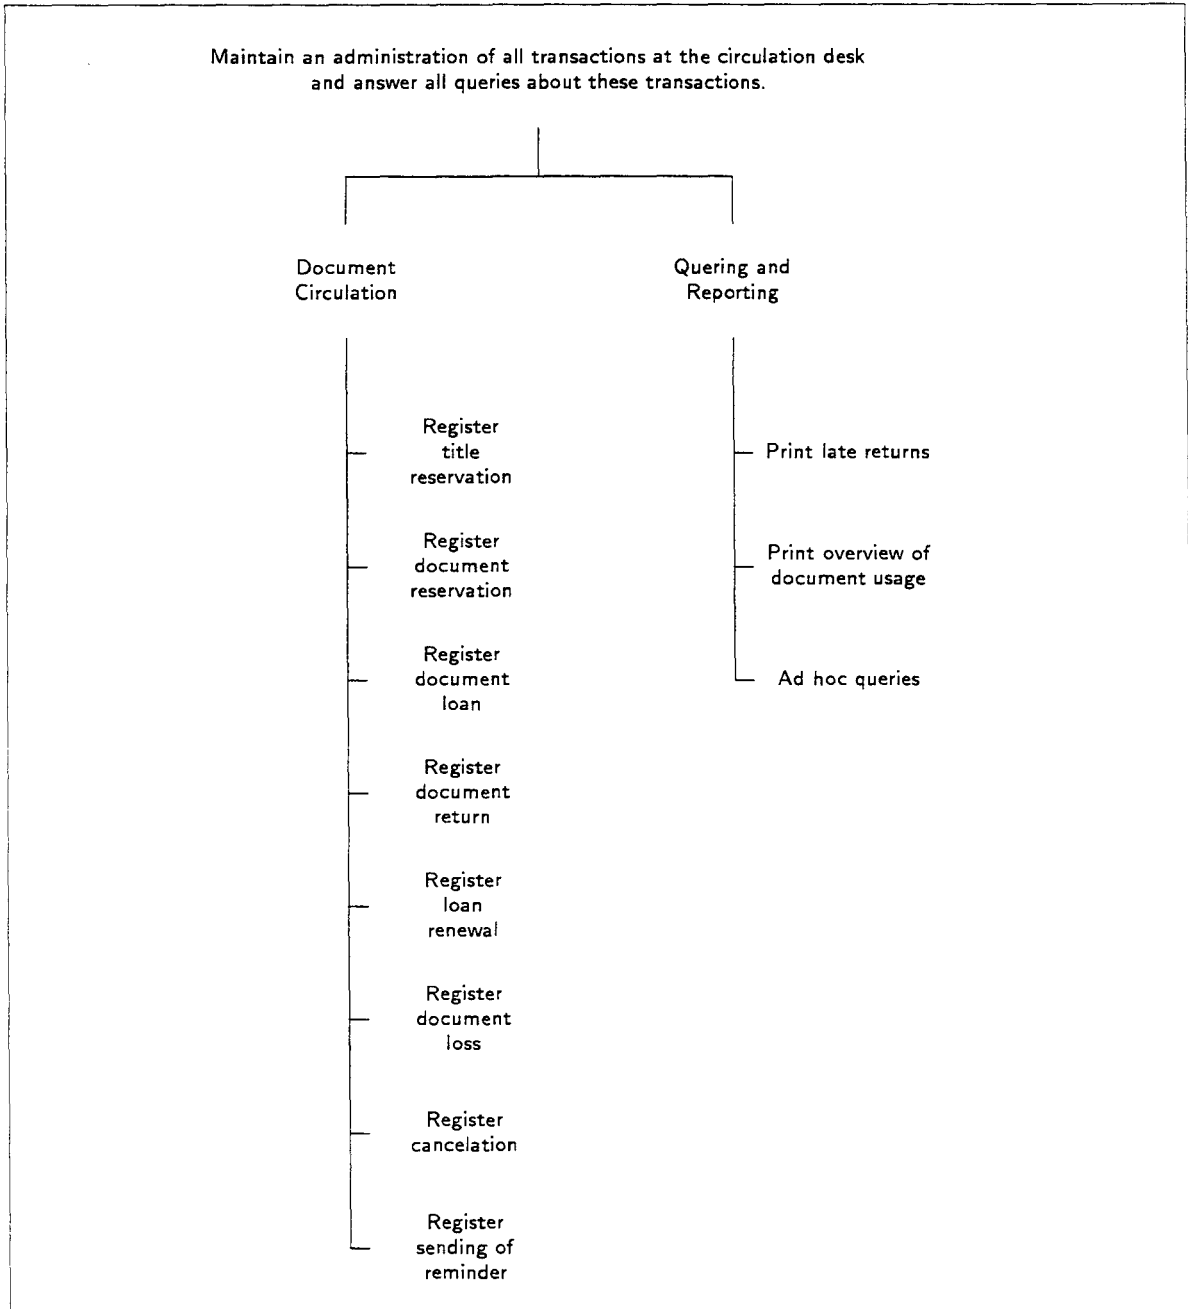 Maintain an administration of all transactions at the circulation desk
and answer all queries about these transactions.
Document
Circulation
Register
title
reservation
Register
document
reservation
Register
document
loan
Register
document
return
Register
loan
renewal
Register
document
loss
Register
cancelation
Register
sending of
reminder
Quering and
Reporting
Print late returns
Print overview of
document usage
Ad hoc queries